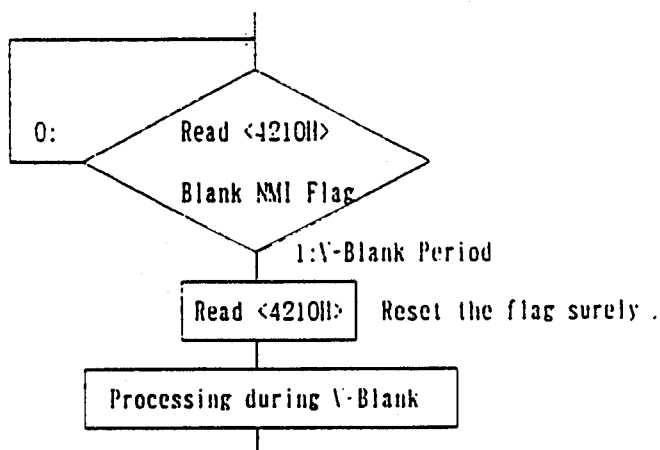 0:
Read <4210H>
Blank NMI Flag
1:V-Blank Period
Read <4210H>
Reset the flag surely .
Processing during V-Blank